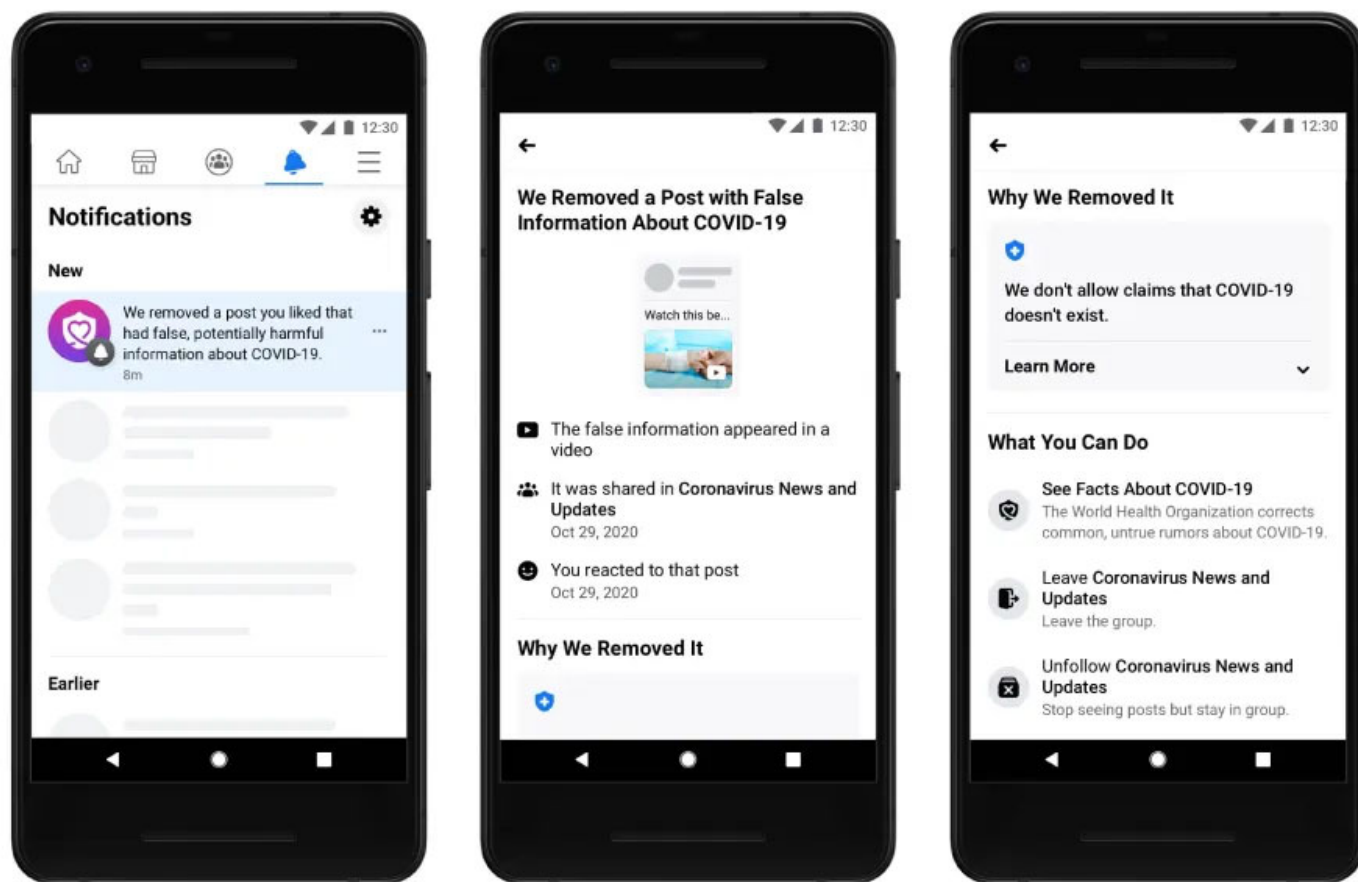 12:30
Notifications
New
We removed a post you liked that
had false, potentially harmful
information about COVID-19.
8m
Earlier
12:30
We Removed a Post with False
Information About COVID-19
Watch this be...
The false information appeared in a
video
It was shared in Coronavirus News and
Updates
Oct 29, 2020
You reacted to that post
Oct 29, 2020
Why We Removed It
12:30
Why We Removed It
We don't allow claims that COVID-19
doesn't exist.
Learn More
What You Can Do
See Facts About COVID-19
The World Health Organization corrects
common, untrue rumors about COVID-19.
Leave Coronavirus News and
Updates
Leave the group.
Unfollow Coronavirus News and
Updates
Stop seeing posts but stay in group.